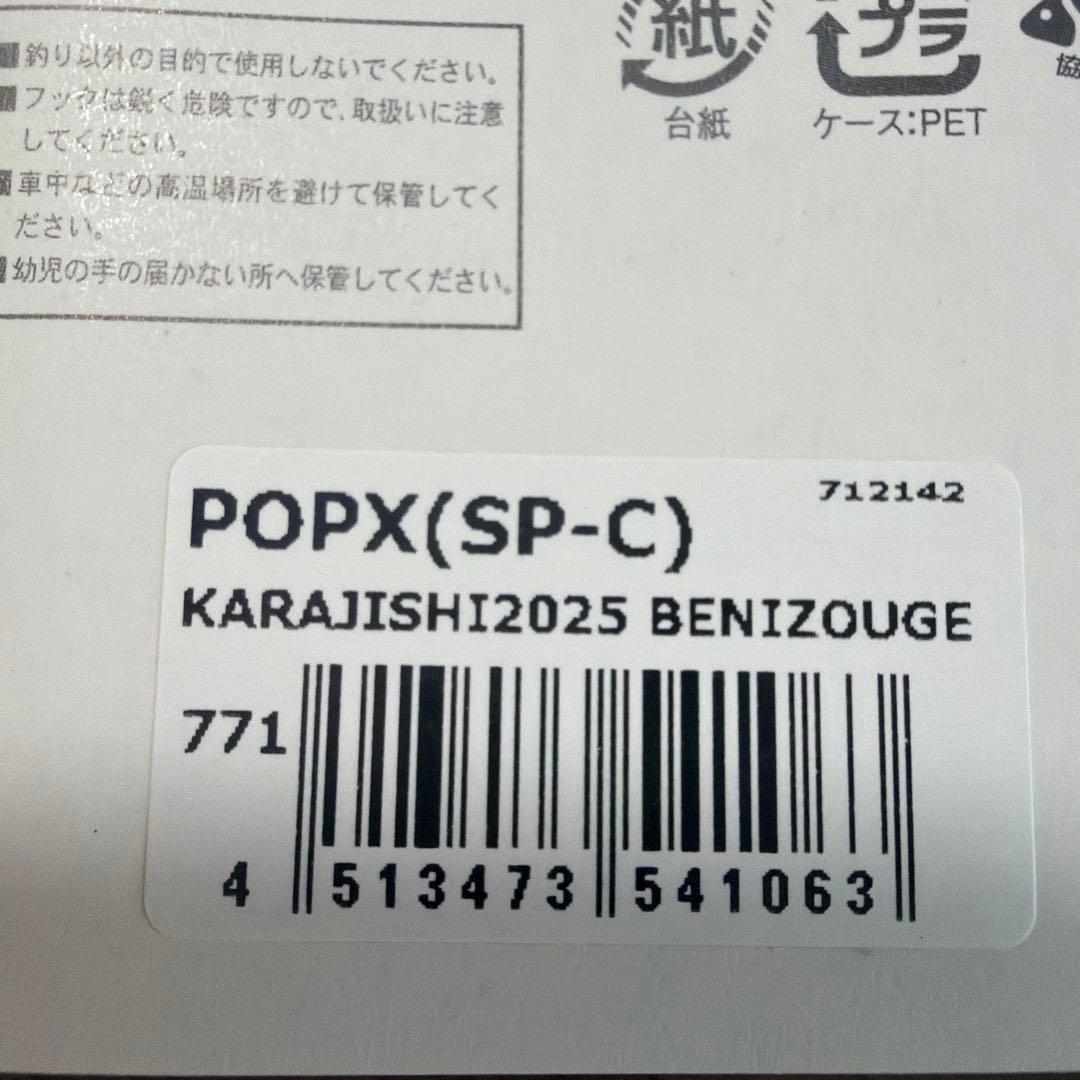 釣り以外の目的で使用しないでください。
フックは鋭く危険ですので、取扱いに注意
してください。
車中などの高温場所を避けて保管してく
ださい。
幼児の手の届かない所へ保管してください。
紙
台紙
プラ
ケース:PET
協
POPX(SP-C)
712142
KARAJISHI2025 BENIZOUGE
771
4 513473 541063